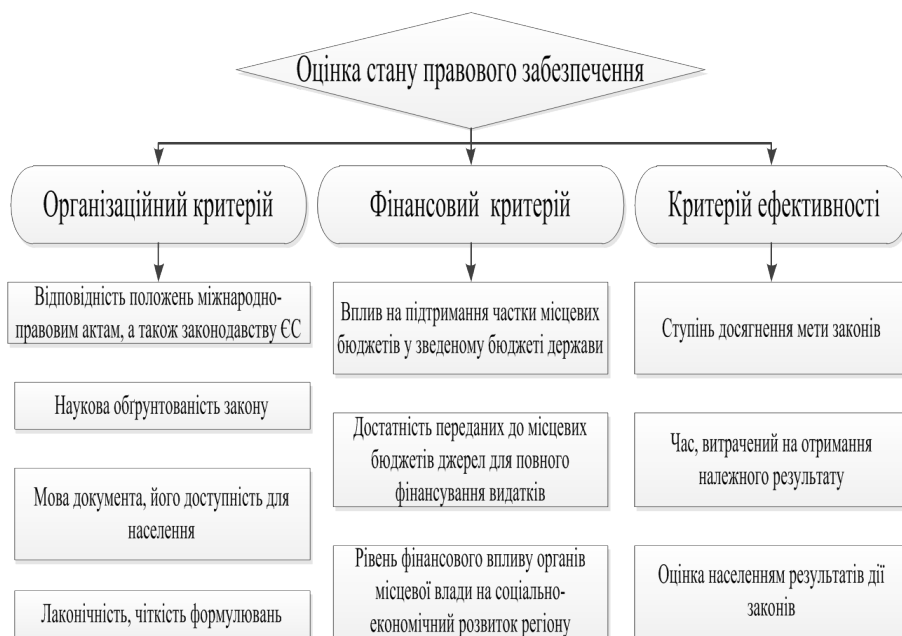 Оцінка стану правового забезпечення
Організаційний критерій
Фінансовий критерій
Критерій ефективності
Відповідність положень міжнародно-
правовим актам, а також законодавству ЄС
Наукова обґрунтованість закону
Мова документа, його доступність для
населення
Лаконічність, чіткість формулювань
Вплив на підтримання частки місцевих
бюджетів у зведеному бюджеті держави
Достатність переданих до місцевих
бюджетів джерел для повного
фінансування видатків
Рівень фінансового впливу органів
місцевої влади на соціально-
економічний розвиток регіону
Ступінь досягнення мети законів
Час, витрачений на отримання
належного результату
Оцінка населенням результатів дії
законів